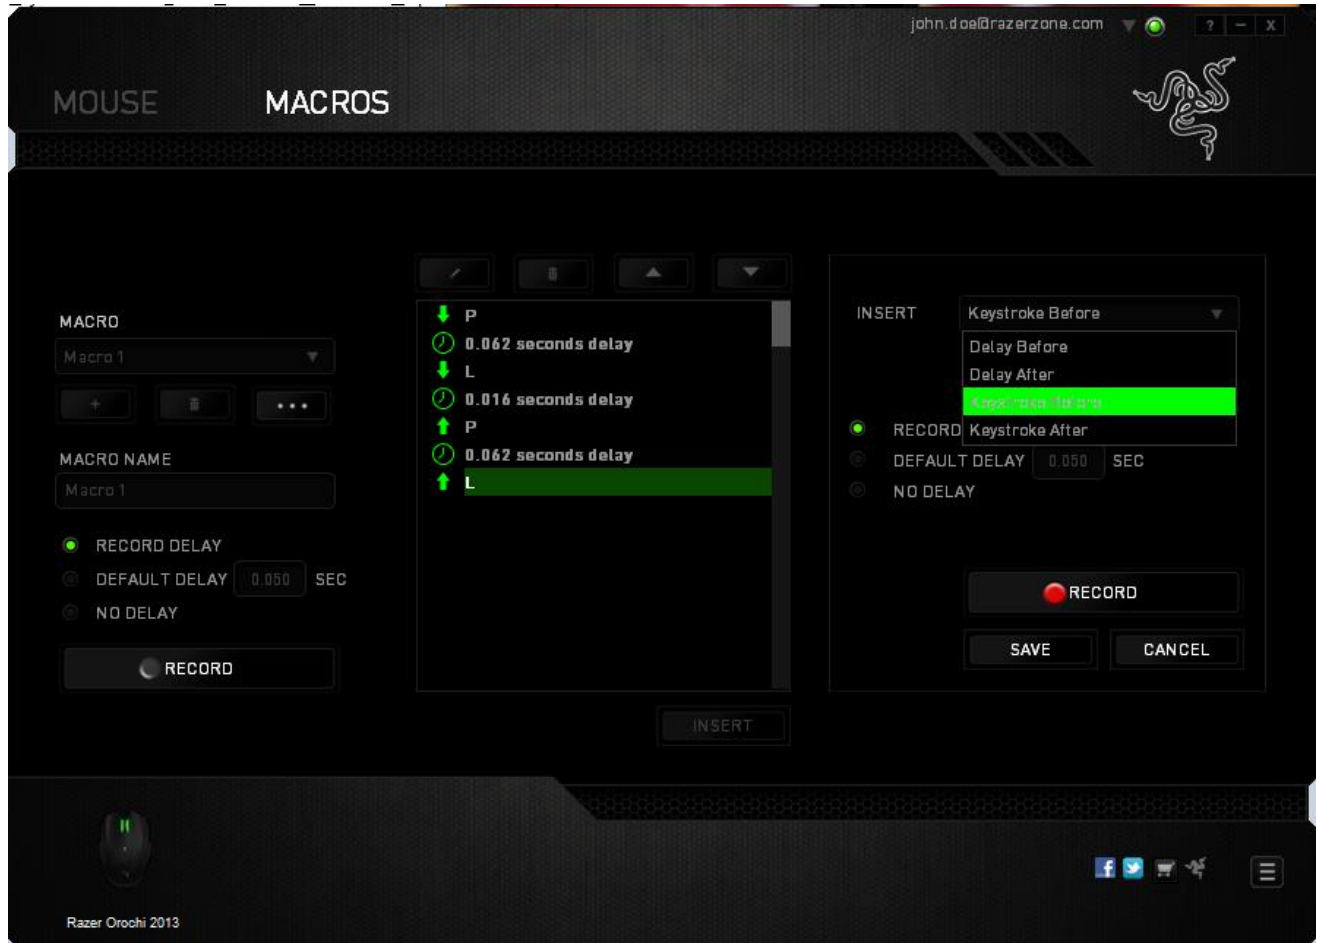 john.doe@razerzone.com
? – X
MOUSE MACROS
MACRO
Macro 1
+ ...
MACRO NAME
Macro 1
RECORD DELAY
DEFAULT DELAY 0.050 SEC
NO DELAY
RECORD
P
0.062 seconds delay
L
0.016 seconds delay
P
0.062 seconds delay
L
INSERT
INSERT Keystroke Before
Delay Before
Delay After
Keystroke Before
Keystroke After
RECORD
DEFAULT DELAY 0.050 SEC
NO DELAY
RECORD
SAVE CANCEL
f
Razer Orochi 2013